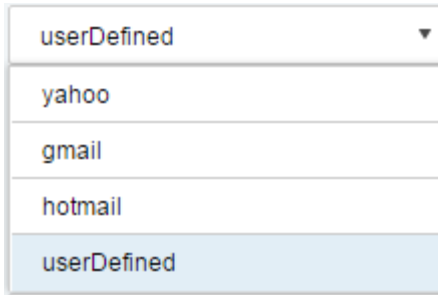 userDefined
yahoo
gmail
hotmail
userDefined